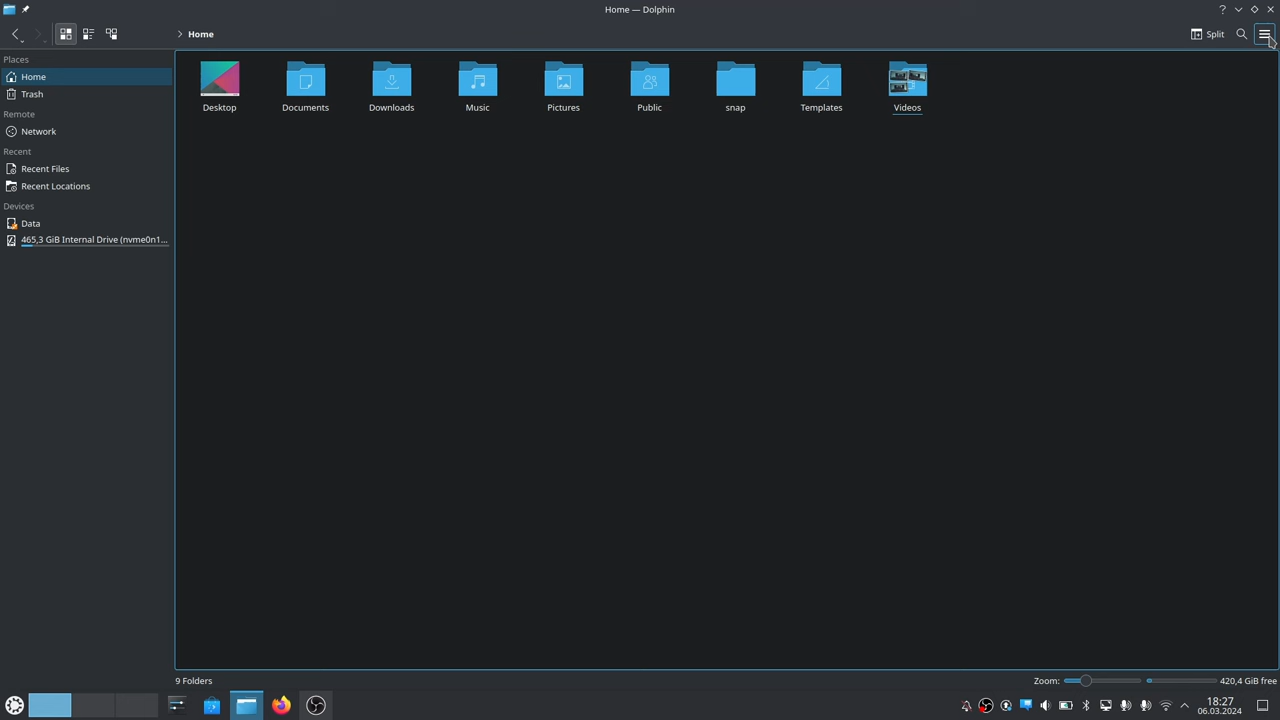 Home — Dolphin
Split
Home
Places
Home
Trash
Remote
Network
Recent
Recent Files
Recent Locations
Devices
Data
465,3 GiB Internal Drive (nvme0n1...
Desktop
Documents
Downloads
Music
Pictures
Public
snap
Templates
Videos
9 Folders
Zoom:
420,4 GiB free
18:27
06.03.2024